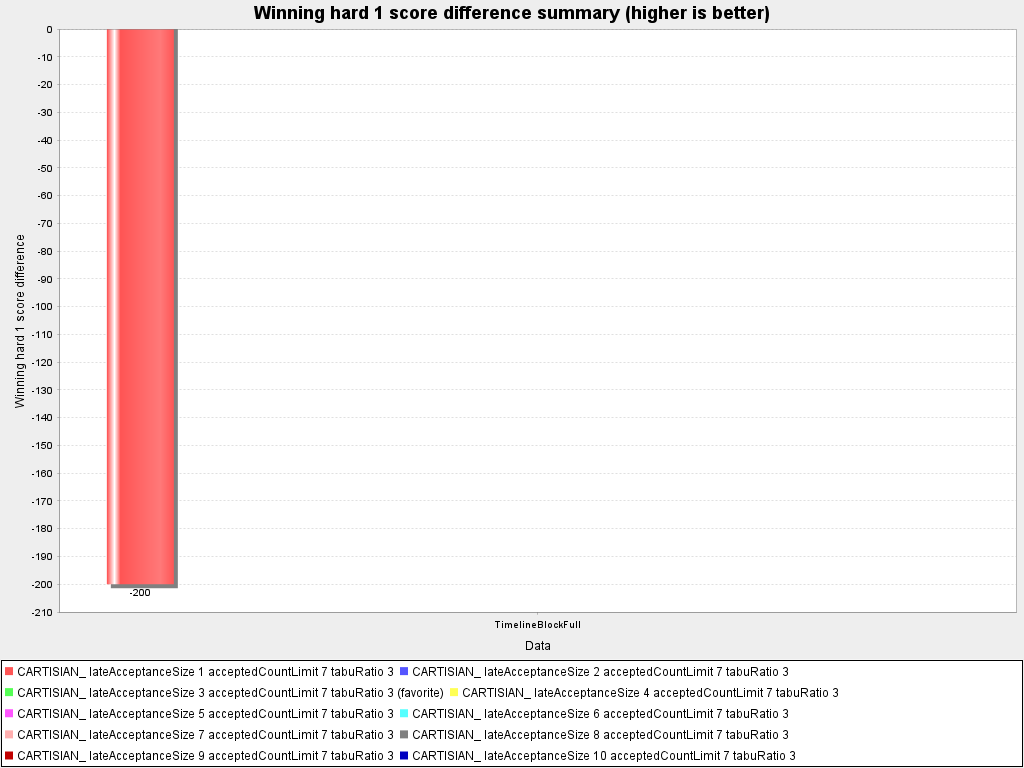 Winning hard 1 score difference summary (higher is better)
0
-10
-20
-30
-40
-50
-60
-70
-80
-90
-100
-110
-120
-130
-140
-150
-160
-170
-180
-190
-200
-210
Winning hard 1 score difference
-200
TimelineBlockFull
Data
CARTISIAN_ lateAcceptanceSize 1 acceptedCountLimit 7 tabuRatio 3 CARTISIAN_ lateAcceptanceSize 2 acceptedCountLimit 7 tabuRatio 3
CARTISIAN_ lateAcceptanceSize 3 acceptedCountLimit 7 tabuRatio 3 (favorite) CARTISIAN_ lateAcceptanceSize 4 acceptedCountLimit 7 tabuRatio 3
CARTISIAN_ lateAcceptanceSize 5 acceptedCountLimit 7 tabuRatio 3 CARTISIAN_ lateAcceptanceSize 6 acceptedCountLimit 7 tabuRatio 3
CARTISIAN_ lateAcceptanceSize 7 acceptedCountLimit 7 tabuRatio 3 CARTISIAN_ lateAcceptanceSize 8 acceptedCountLimit 7 tabuRatio 3
CARTISIAN_ lateAcceptanceSize 9 acceptedCountLimit 7 tabuRatio 3 CARTISIAN_ lateAcceptanceSize 10 acceptedCountLimit 7 tabuRatio 3